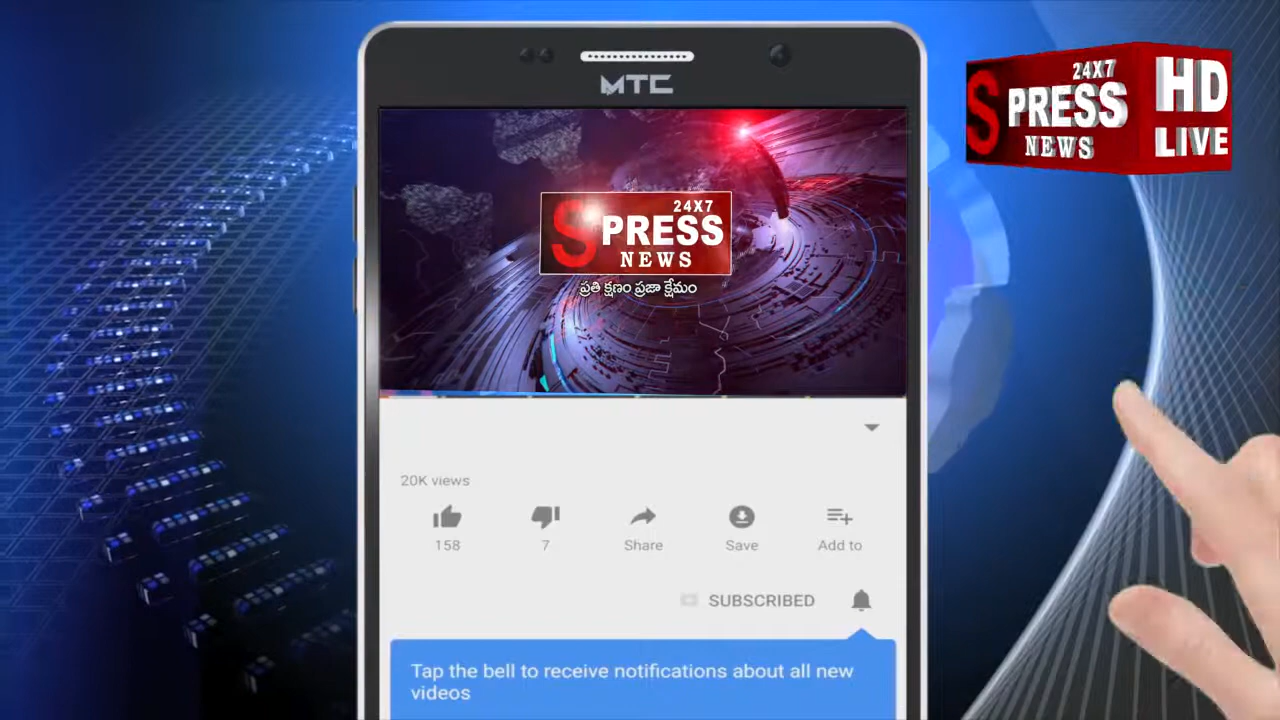 MTC
24X7
S PRESS
NEWS
HD
LIVE
24X7
S PRESS
NEWS
ప్రతి క్షణం ప్రజా క్షేమం
20K views
158
7
Share
Save
Add to
SUBSCRIBED
Tap the bell to receive notifications about all new
videos